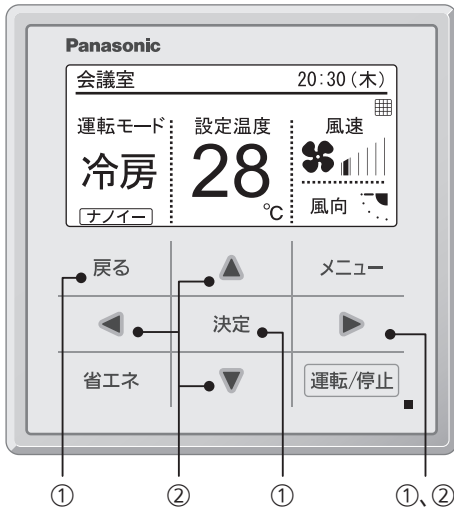 Panasonic
会議室 20:30(木)
運転モード 設定温度 風速
冷房 28℃
ナノイー 風向
戻る ▲ メニュー
◀ 決定 ▶
省エネ ▼ 運転/停止
① ② ① ①、②